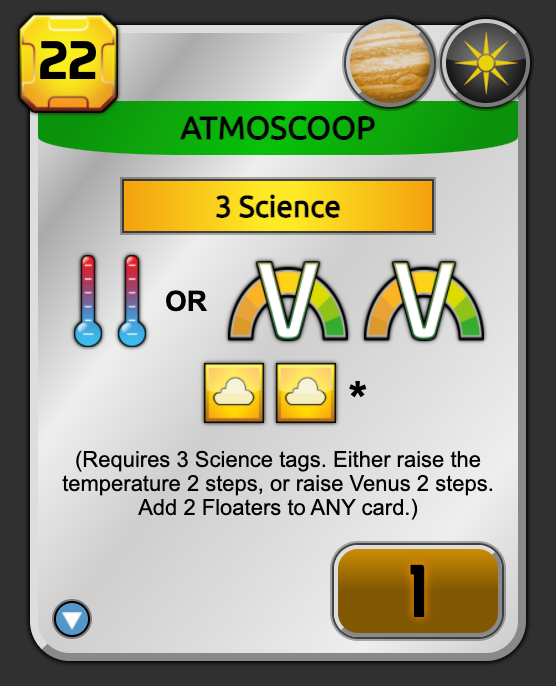 22
ATMOSCOOP
3 Science
OR
V V
*
(Requires 3 Science tags. Either raise the
temperature 2 steps, or raise Venus 2 steps.
Add 2 Floaters to ANY card.)
1